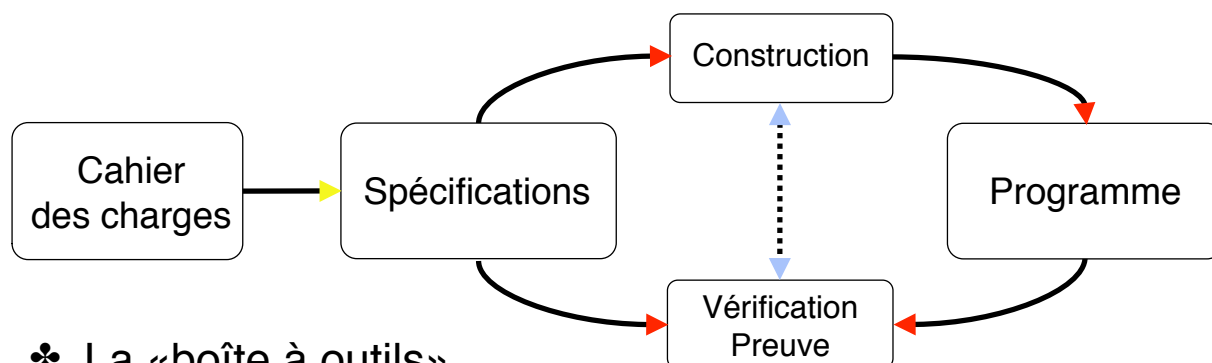 Construction
Cahier
des charges
Spécifications
Programme
Vérification
Preuve
✤ La «boîte à outils»